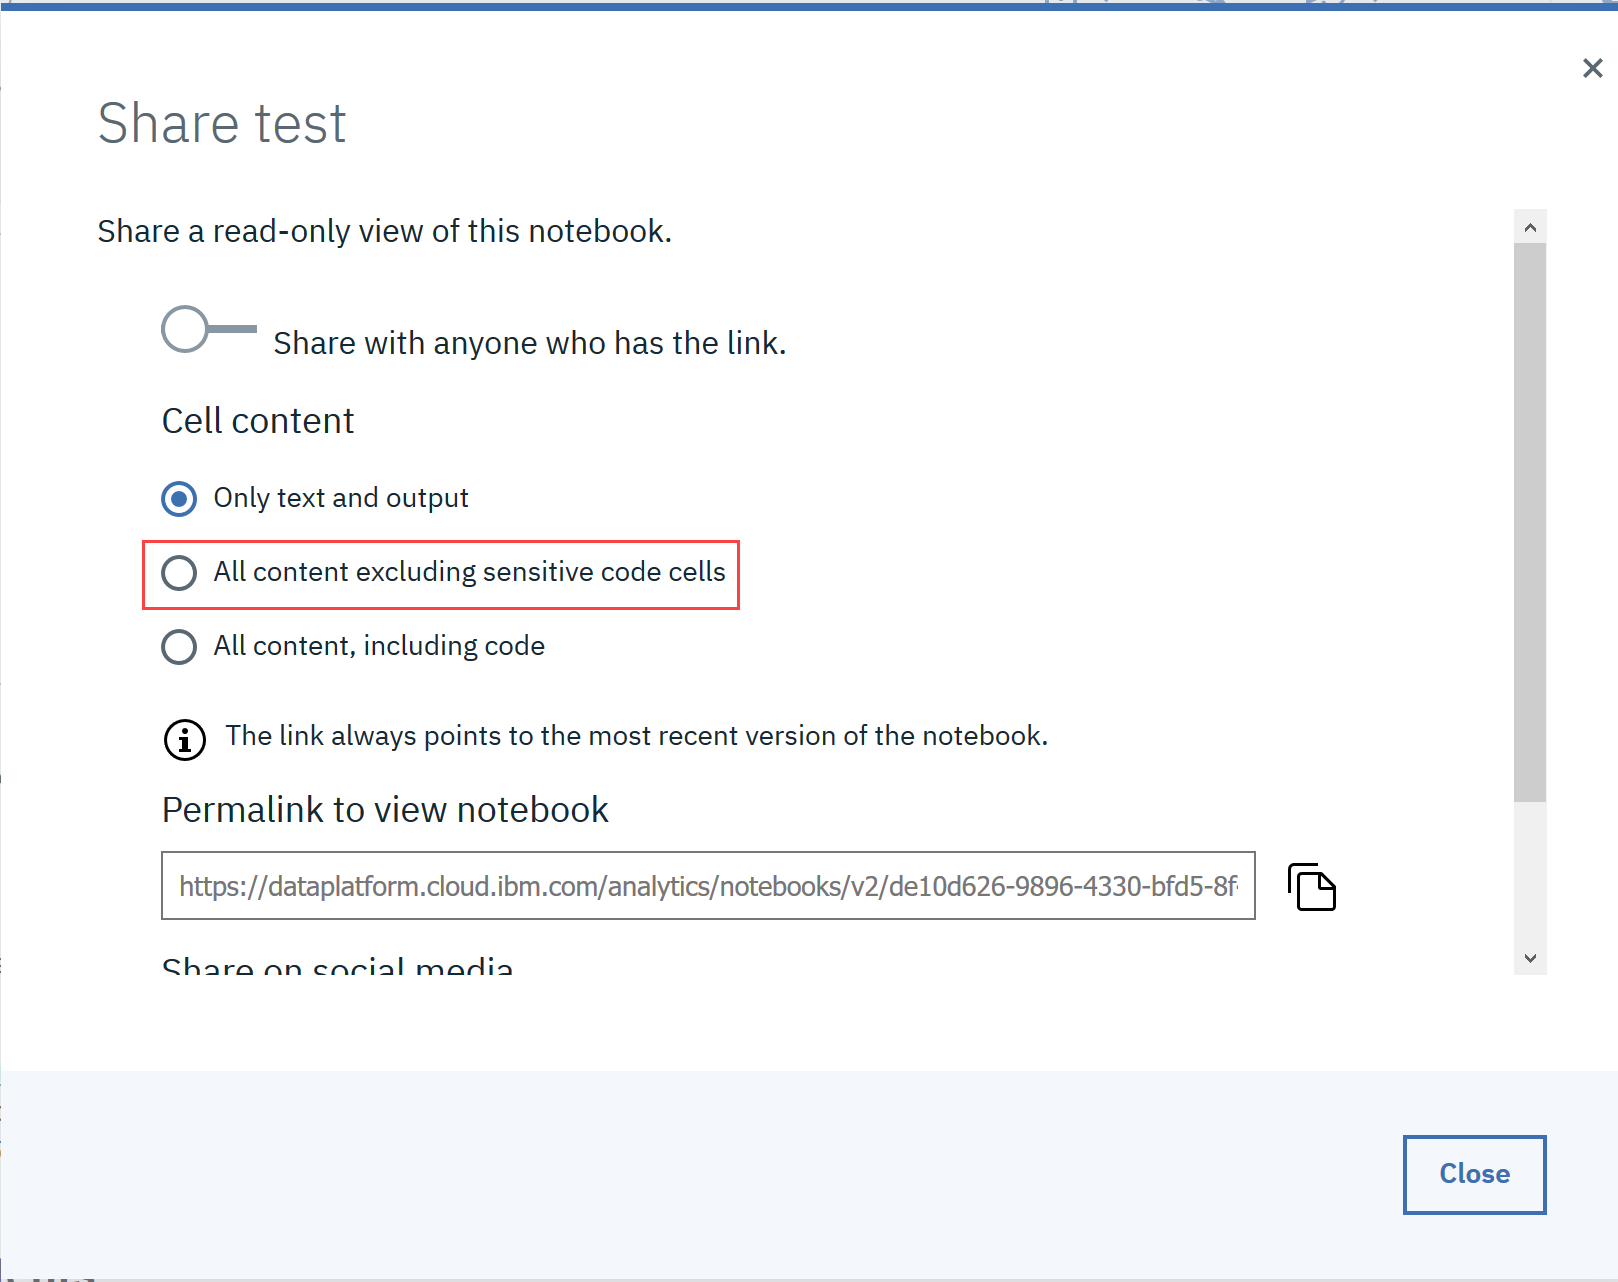 Share test
Share a read-only view of this notebook.
Share with anyone who has the link.
Cell content
Only text and output
All content excluding sensitive code cells
All content, including code
The link always points to the most recent version of the notebook.
Permalink to view notebook
https://dataplatform.cloud.ibm.com/analytics/notebooks/v2/de10d626-9896-4330-bfd5-8f
Share on social media
Close